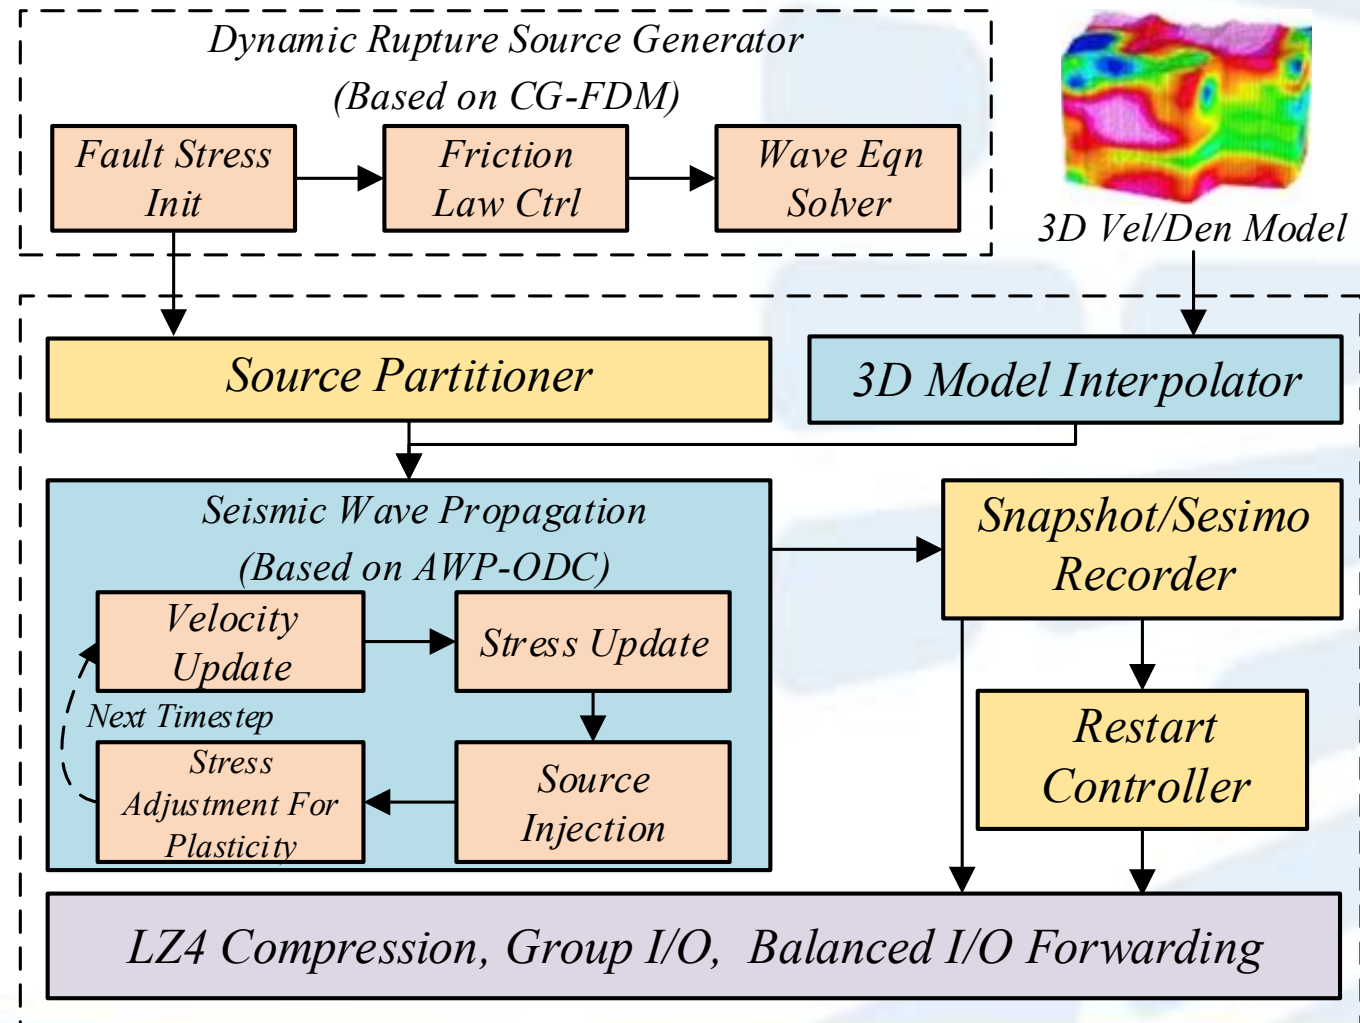 Dynamic Rupture Source Generator
(Based on CG-FDM)
Fault Stress
Init
Friction
Law Ctrl
Wave Eqn
Solver
3D Vel/Den Model
Source Partitioner
3D Model Interpolator
Seismic Wave Propagation
(Based on AWP-ODC)
Velocity
Update
Stress Update
Next Timestep
Stress
Adjustment For
Plasticity
Source
Injection
Snapshot/Sesimo
Recorder
Restart
Controller
LZ4 Compression, Group I/O, Balanced I/O Forwarding